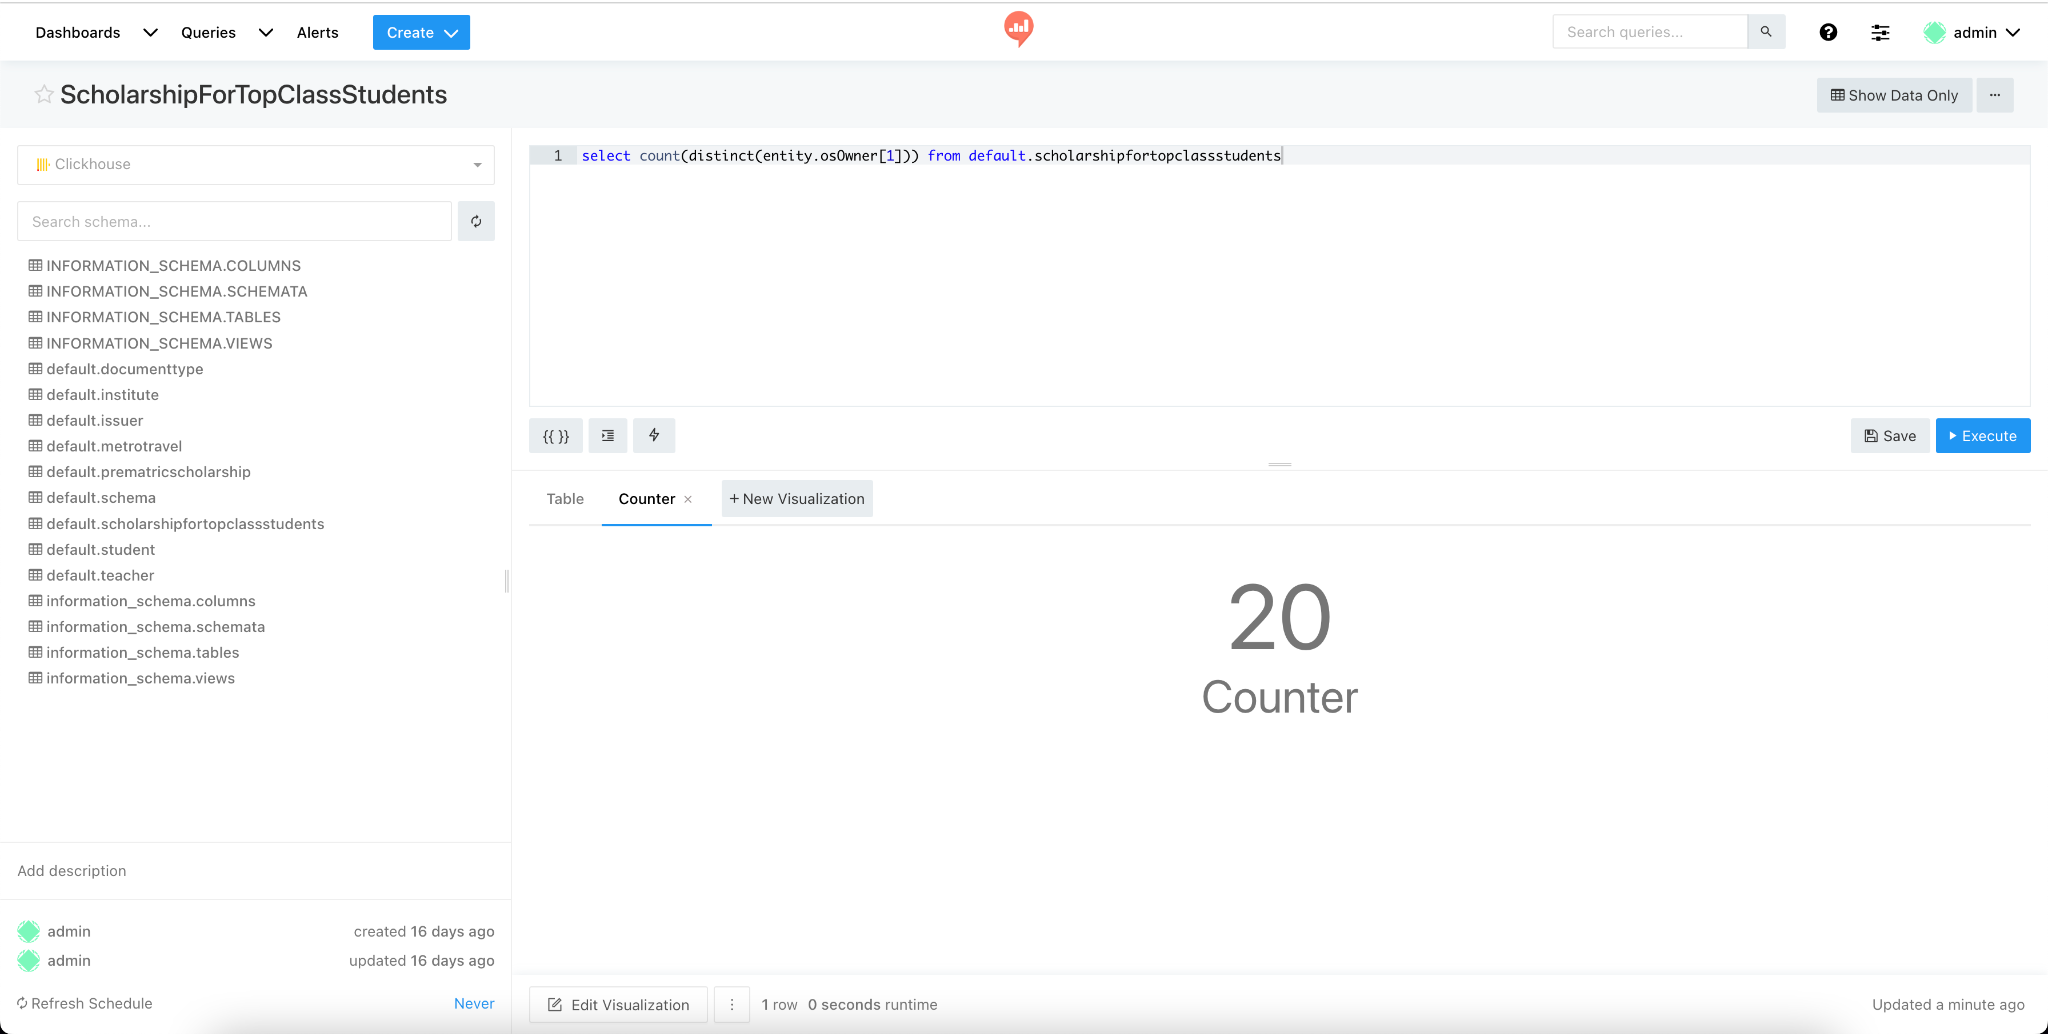 Dashboards Queries Alerts Create Search queries... admin
ScholarshipForTopClassStudents Show Data Only
Clickhouse
Search schema...
INFORMATION_SCHEMA.COLUMNS
INFORMATION_SCHEMA.SCHEMATA
INFORMATION_SCHEMA.TABLES
INFORMATION_SCHEMA.VIEWS
default.documenttype
default.institute
default.issuer
default.metrotravel
default.prematricscholarship
default.schema
default.scholarshipfortopclassstudents
default.student
default.teacher
information_schema.columns
information_schema.schemata
information_schema.tables
information_schema.views
Add description
admin created 16 days ago
admin updated 16 days ago
Refresh Schedule Never
1 select count(distinct(entity.osOwner[1])) from default.scholarshipfortopclassstudents
{{ }} Save Execute
Table Counter × + New Visualization
20
Counter
Edit Visualization 1 row 0 seconds runtime Updated a minute ago